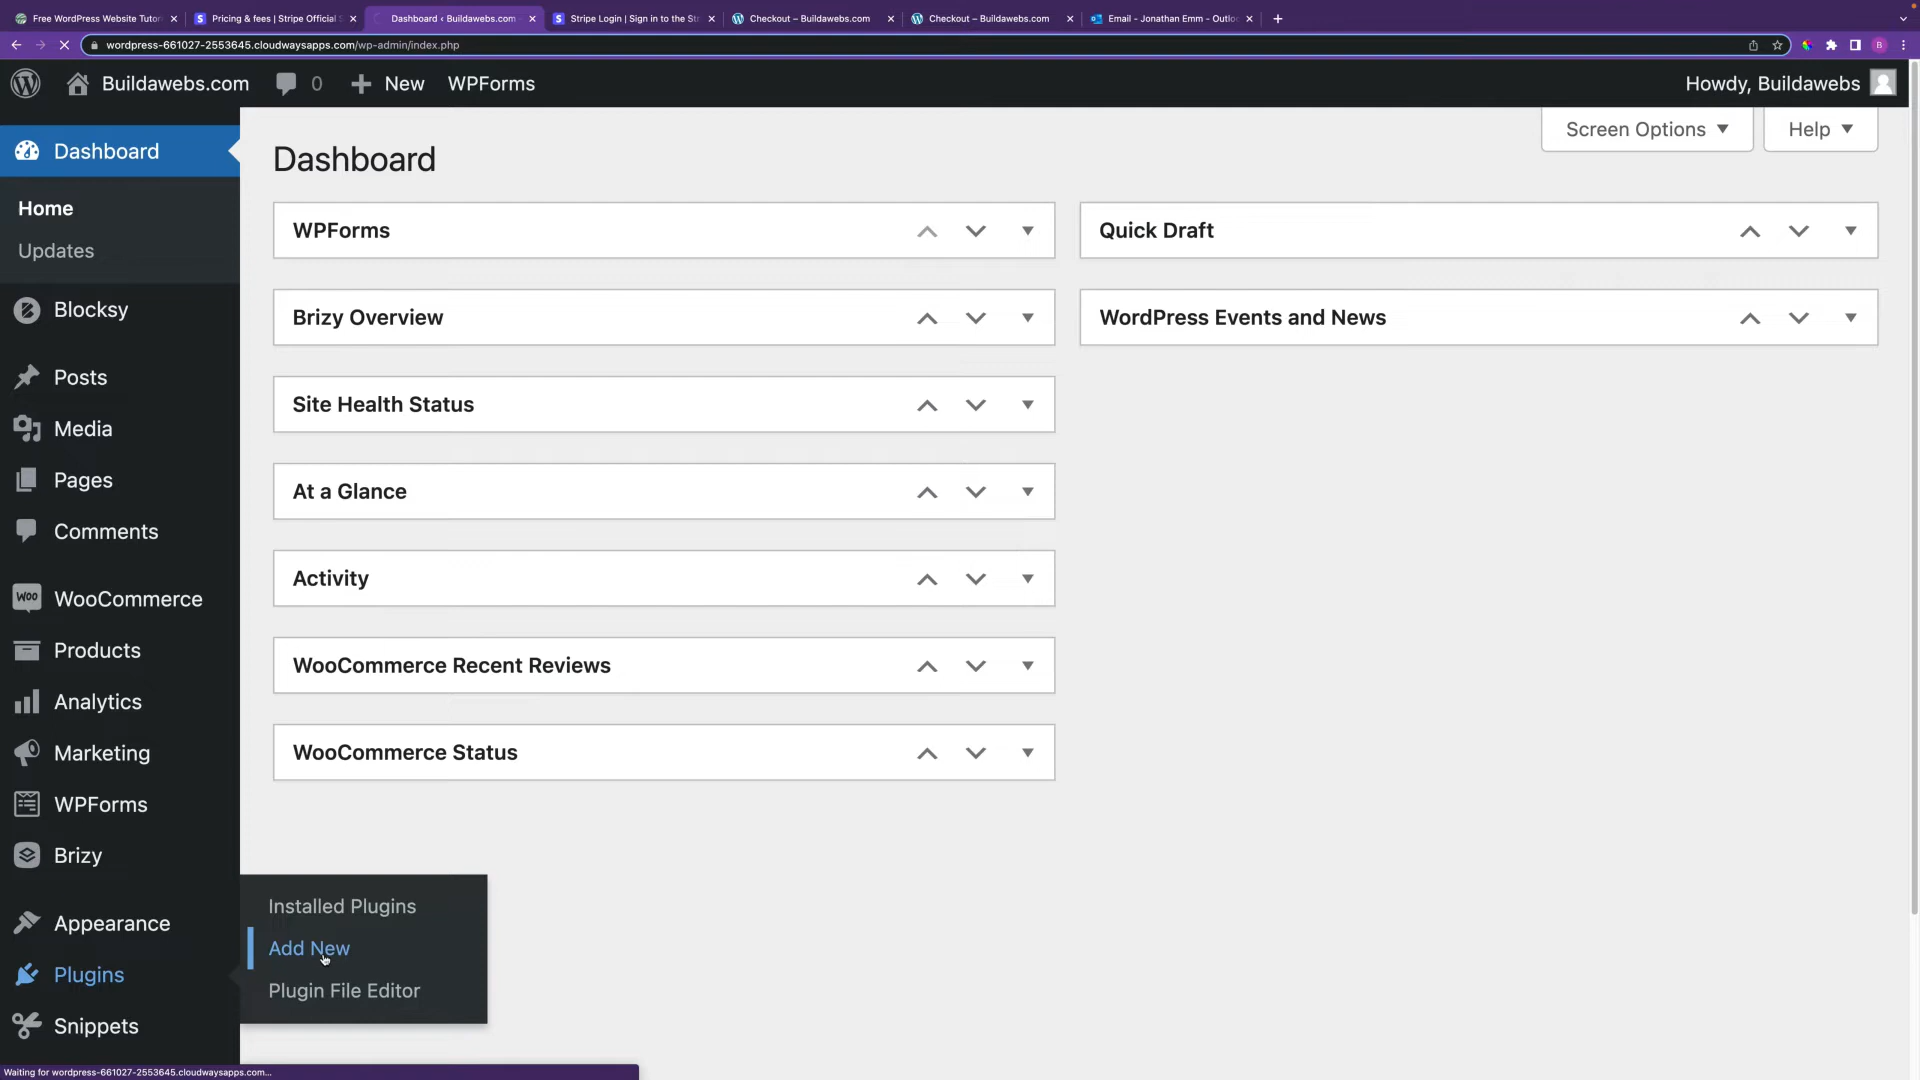 Free WordPress Website Tutor
Pricing & fees | Stripe Official
Dashboard ‹ Buildawebs.com
Stripe Login | Sign in to the Str
Checkout – Buildawebs.com
Checkout – Buildawebs.com
Email - Jonathan Emm - Outlo
wordpress-661027-2553645.cloudwaysapps.com/wp-admin/index.php
B
Buildawebs.com
0
New
WPForms
Howdy, Buildawebs
Screen Options
Help
Dashboard
Dashboard
Home
Updates
Blocksy
Posts
Media
Pages
Comments
Woo
WooCommerce
Products
Analytics
Marketing
WPForms
Brizy
Appearance
Plugins
Snippets
WPForms
Brizy Overview
Site Health Status
At a Glance
Activity
WooCommerce Recent Reviews
WooCommerce Status
Quick Draft
WordPress Events and News
Installed Plugins
Add New
Plugin File Editor
Waiting for wordpress-661027-2553645.cloudwaysapps.com...